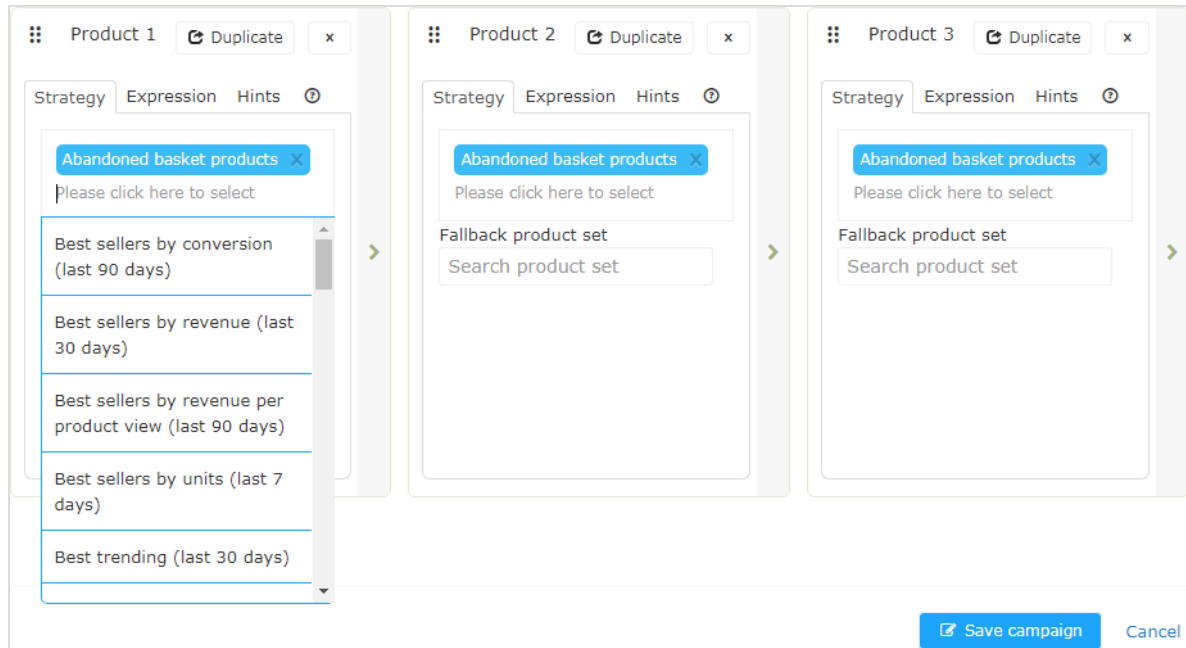 Product 1 Duplicate x
Strategy Expression Hints ?
Abandoned basket products X
Please click here to select
Best sellers by conversion
(last 90 days)
Best sellers by revenue (last
30 days)
Best sellers by revenue per
product view (last 90 days)
Best sellers by units (last 7
days)
Best trending (last 30 days)
Product 2 Duplicate x
Strategy Expression Hints ?
Abandoned basket products X
Please click here to select
Fallback product set
Search product set
Product 3 Duplicate x
Strategy Expression Hints ?
Abandoned basket products X
Please click here to select
Fallback product set
Search product set
Save campaign Cancel